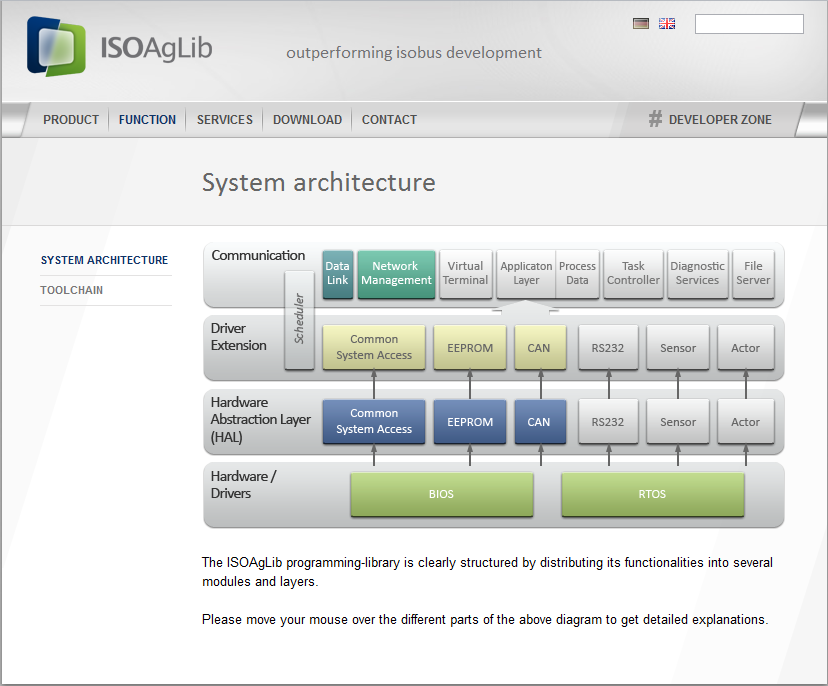 ISOAgLib
outperforming isobus development
PRODUCT
FUNCTION
SERVICES
DOWNLOAD
CONTACT
# DEVELOPER ZONE
System architecture
SYSTEM ARCHITECTURE
TOOLCHAIN
Communication
Data
Link
Network
Management
Virtual
Terminal
Applicaton
Layer
Process
Data
Task
Controller
Diagnostic
Services
File
Server
Scheduler
Driver
Extension
Common
System Access
EEPROM
CAN
RS232
Sensor
Actor
Hardware
Abstraction Layer
(HAL)
Common
System Access
EEPROM
CAN
RS232
Sensor
Actor
Hardware /
Drivers
BIOS
RTOS
The ISOAgLib programming-library is clearly structured by distributing its functionalities into several
modules and layers.
Please move your mouse over the different parts of the above diagram to get detailed explanations.